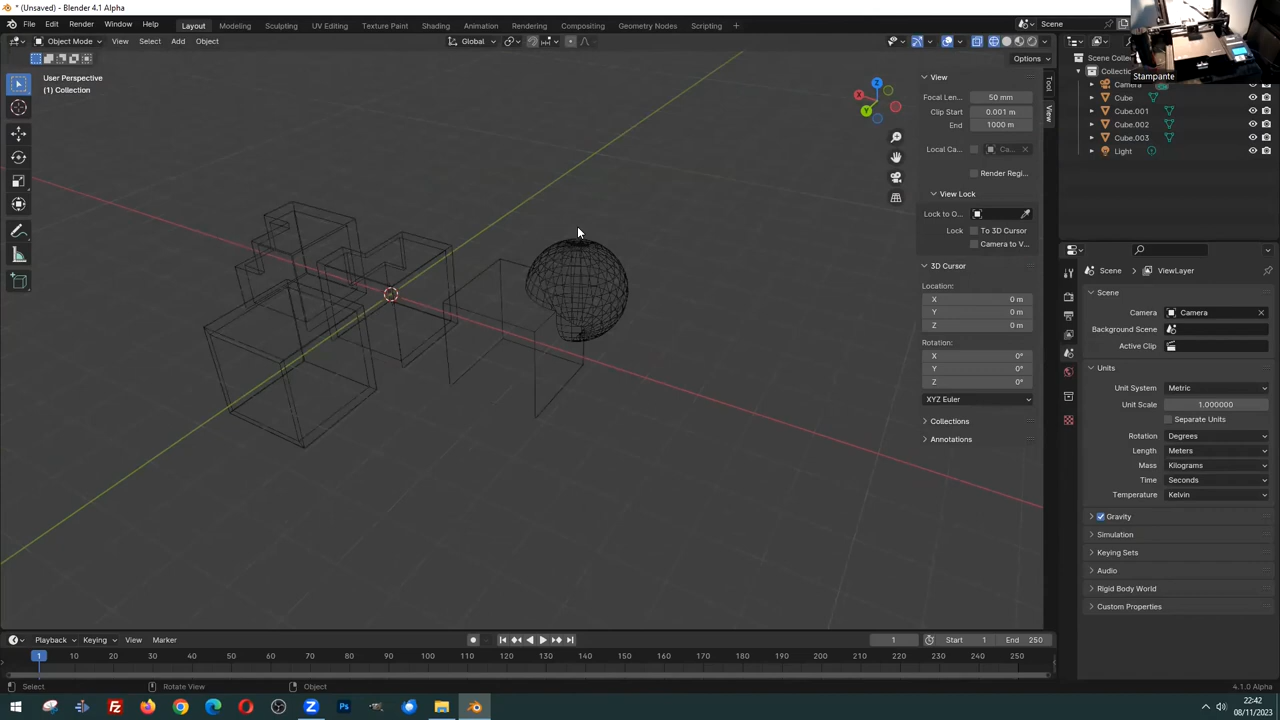 * (Unsaved) - Blender 4.1 Alpha
File Edit Render Window Help Layout Modeling Sculpting UV Editing Texture Paint Shading Animation Rendering Compositing Geometry Nodes Scripting + Scene
Object Mode View Select Add Object Global
Options
User Perspective
(1) Collection
Stampante
Scene Collec
Collection
Camera
Cube
Cube.001
Cube.002
Cube.003
Light
Tool
View
View
Focal Len... 50 mm
Clip Start 0.001 m
End 1000 m
Local Ca... Ca...
Render Regi...
View Lock
Lock to O...
Lock To 3D Cursor
Camera to V...
3D Cursor
Location:
X 0 m
Y 0 m
Z 0 m
Rotation:
X 0°
Y 0°
Z 0°
XYZ Euler
Collections
Annotations
X
Y
Z
Scene ViewLayer
Scene
Camera Camera
Background Scene
Active Clip
Units
Unit System Metric
Unit Scale 1.000000
Separate Units
Rotation Degrees
Length Meters
Mass Kilograms
Time Seconds
Temperature Kelvin
Gravity
Simulation
Keying Sets
Audio
Rigid Body World
Custom Properties
Playback Keying View Marker 1 Start 1 End 250
1 10 20 30 40 50 60 70 80 90 100 110 120 130 140 150 160 170 180 190 200 210 220 230 240 250
Select Rotate View Object 4.1.0 Alpha
22:42
08/11/2023